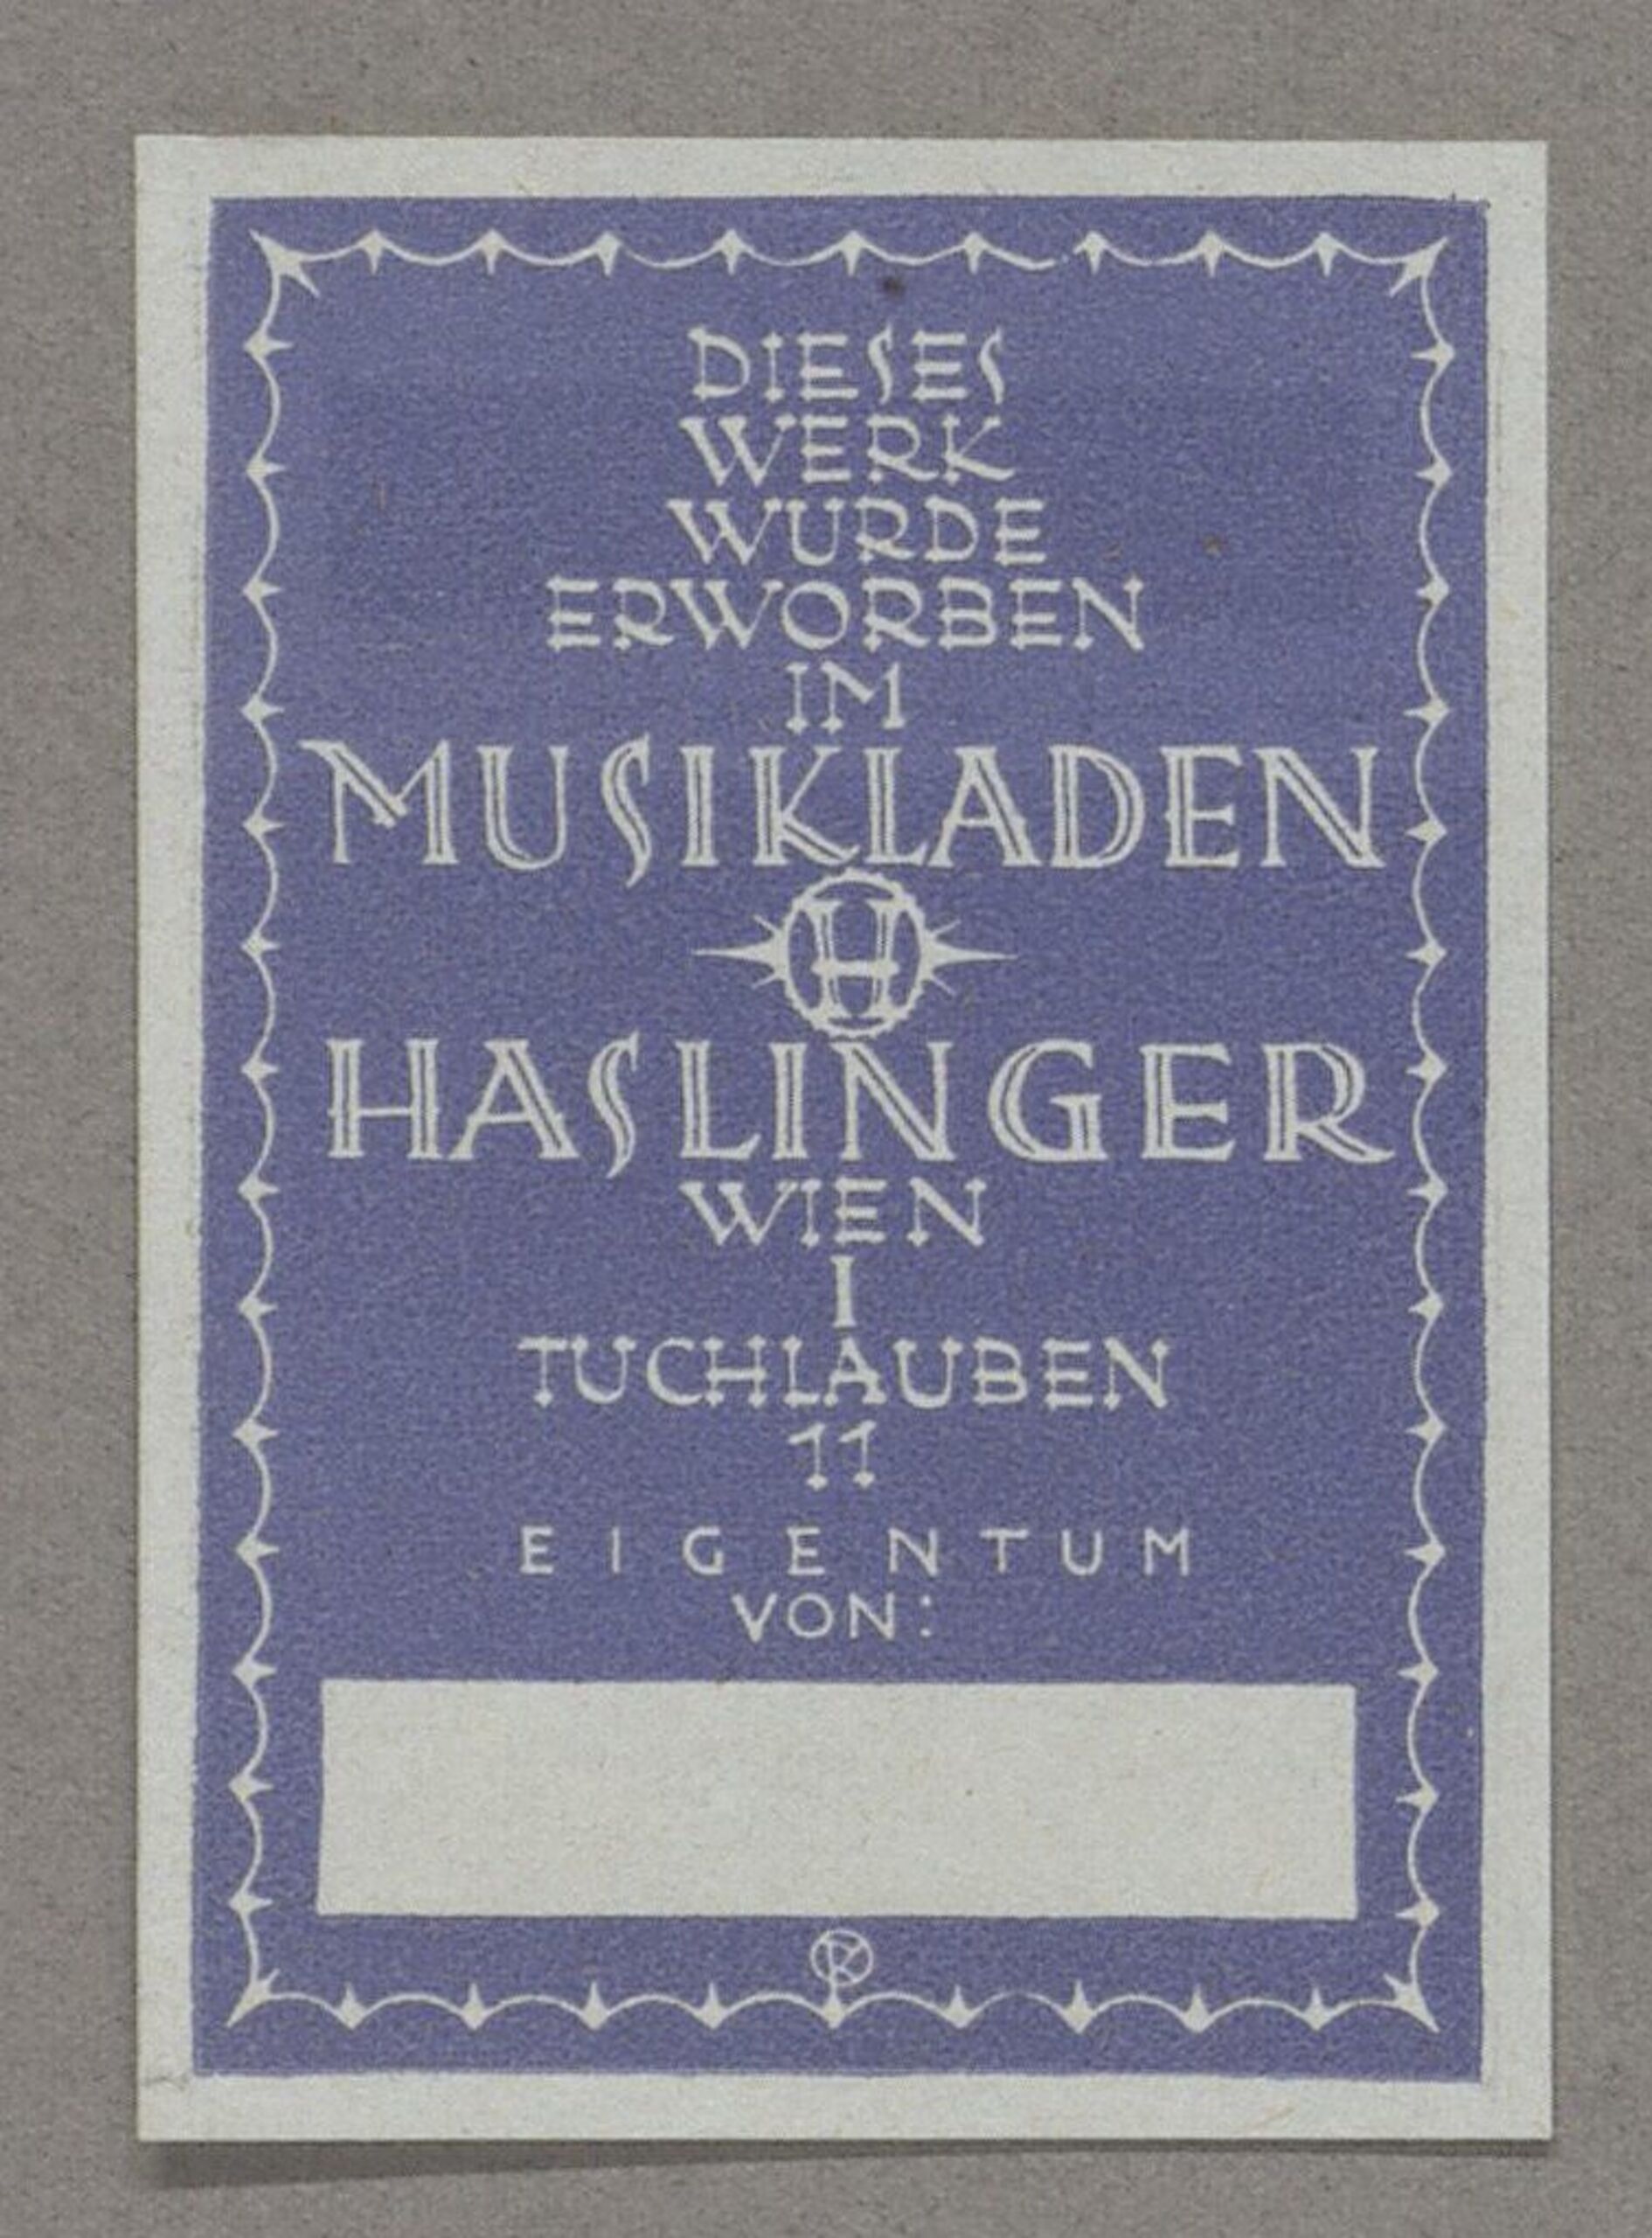 DIESES
WERK
WURDE
ERWORBEN
IM
MUSIKLADEN
H
HASLINGER
WIEN
I
TUCHLAUBEN
11
EIGENTUM
VON:
R